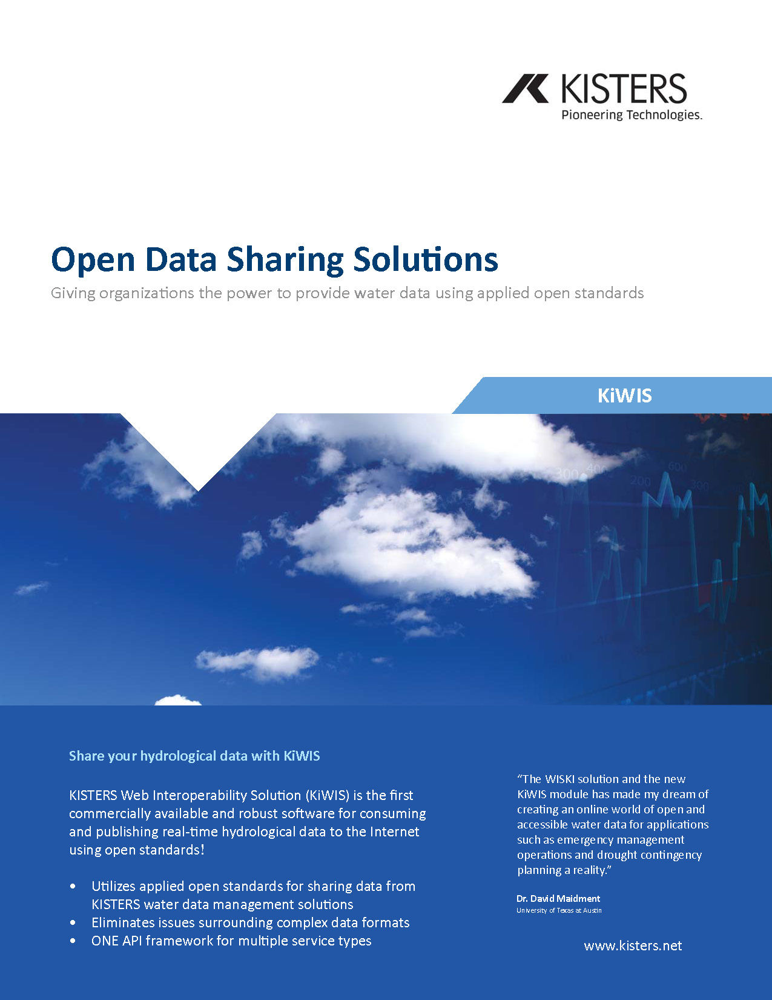 KISTERS
Pioneering Technologies.
Open Data Sharing Solutions
Giving organizations the power to provide water data using applied open standards
KiWIS
300
400
200
600
300
Share your hydrological data with KiWIS
KISTERS Web Interoperability Solution (KiWIS) is the first
commercially available and robust software for consuming
and publishing real-time hydrological data to the Internet
using open standards!
• Utilizes applied open standards for sharing data from
KISTERS water data management solutions
• Eliminates issues surrounding complex data formats
• ONE API framework for multiple service types
“The WISKI solution and the new
KiWIS module has made my dream of
creating an online world of open and
accessible water data for applications
such as emergency management
operations and drought contingency
planning a reality.”
Dr. David Maidment
University of Texas at Austin
www.kisters.net